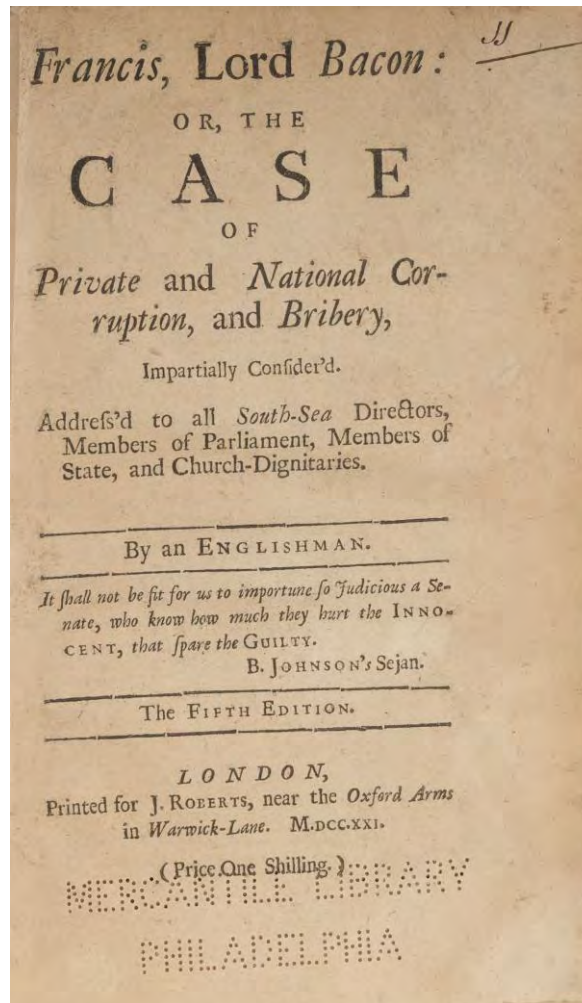 Francis, Lord Bacon:
OR, THE
CASE
OF
Private and National Cor-
ruption, and Bribery,
Impartially Conſider'd.
Addreſs'd to all South-Sea Directors,
Members of Parliament, Members of
State, and Church-Dignitaries.
By an ENGLISHMAN.
It ſhall not be fit for us to importune ſo Judicious a Se-
nate, who know how much they hurt the INNO-
CENT, that ſpare the GUILTY.
B. JOHNSON's Sejan.
The FIFTH EDITION.
LONDON,
Printed for J. ROBERTS, near the Oxford Arms
in Warwick-Lane. M.DCC.XXI.
(Price One Shilling.)
MERCANTILE LIBRARY
PHILADELPHIA